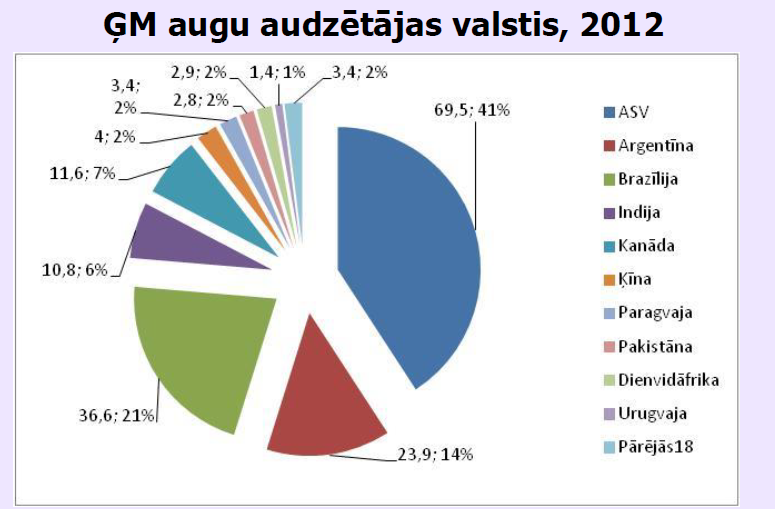 ĢM augu audzētājas valstis, 2012
3,4;
2%
2,9; 2%
1,4; 1%
3,4; 2%
2,8; 2%
4; 2%
11,6; 7%
10,8; 6%
36,6; 21%
23,9; 14%
69,5; 41%
ASV
Argentīna
Brazīlija
Indija
Kanāda
Ķīna
Paragvaja
Pakistāna
Dienvidāfrika
Urugvaja
Pārējās18